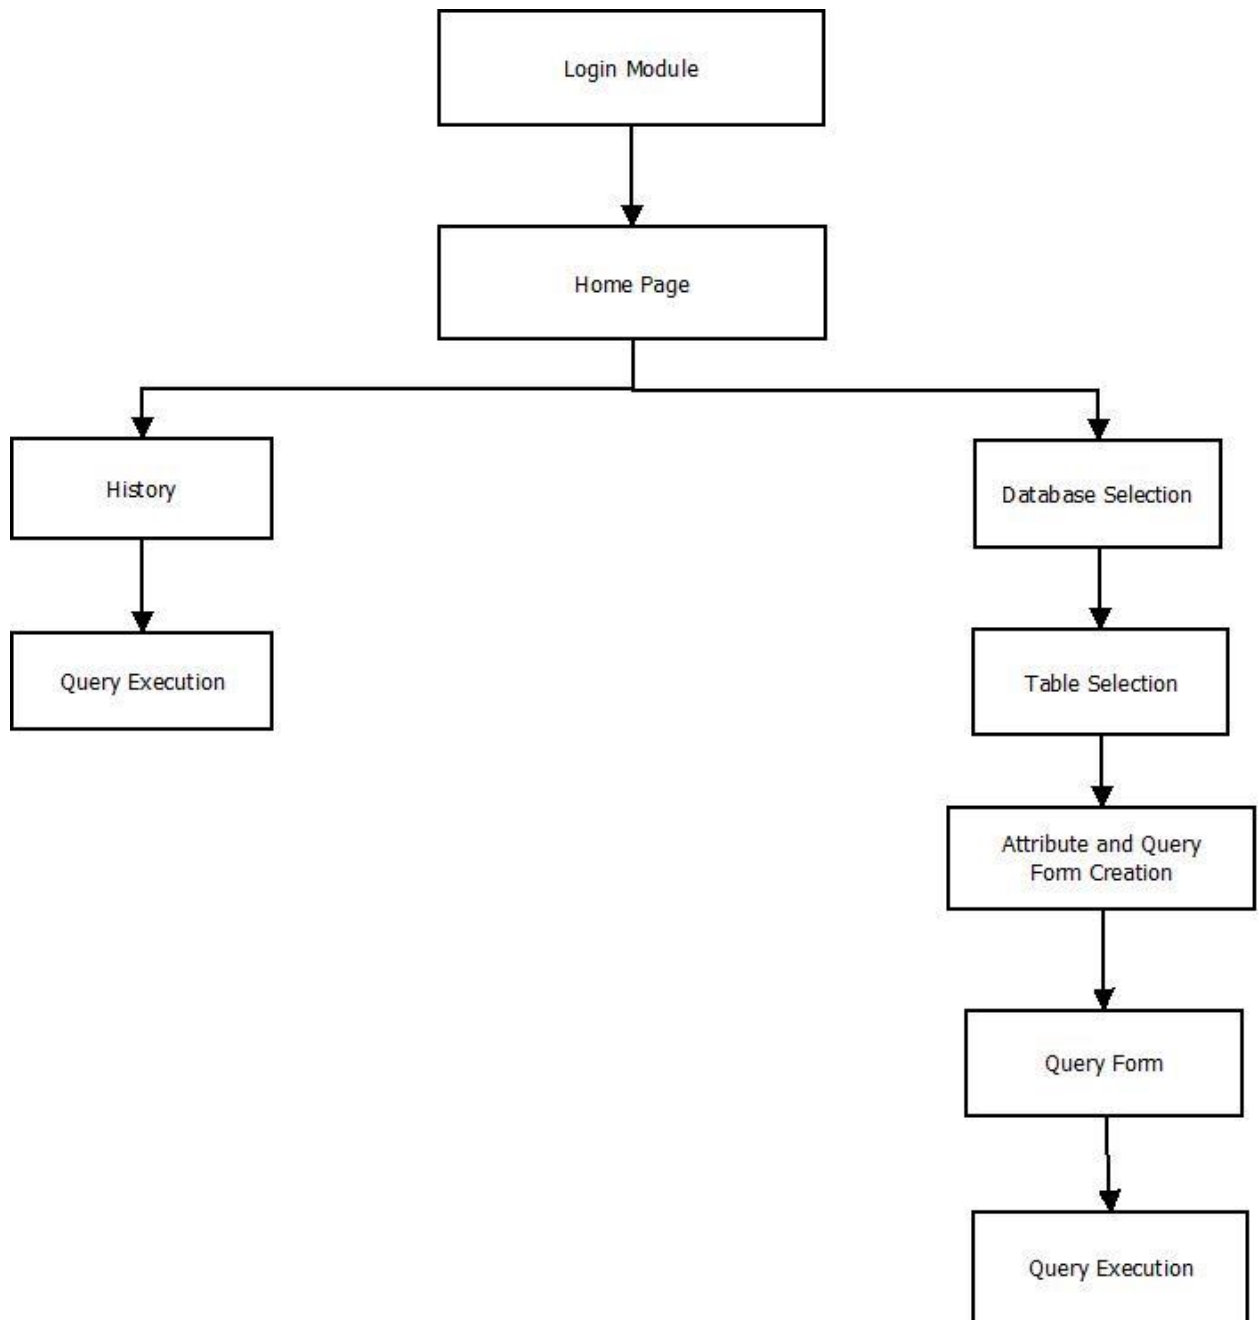 Login Module
Home Page
History
Database Selection
Query Execution
Table Selection
Attribute and Query
Form Creation
Query Form
Query Execution